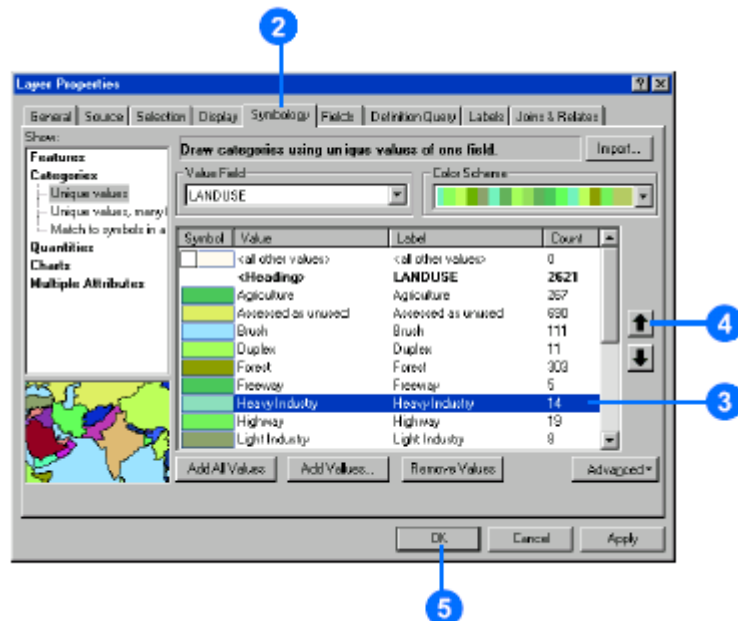 2
Layer Properties
General Source Selection Display Symbology Fields Definition Query Labels Joins & Relates
Show:
Features
Categories
Unique values
Unique values, many f
Match to symbols in a
Quantities
Charts
Multiple Attributes
Draw categories using unique values of one field.
Import...
Value Field
LANDUSE
Color Scheme
Symbol Value Label Count
<all other values> <all other values> 0
<Heading> LANDUSE 2621
Agriculture Agriculture 267
Assessed as unused Assessed as unused 690
Brush Brush 111
Duplex Duplex 11
Forest Forest 303
Freeway Freeway 5
Heavy Industry Heavy Industry 14
Highway Highway 19
Light Industry Light Industry 8
4
3
Add All Values Add Values... Remove Values Advanced
OK Cancel Apply
5